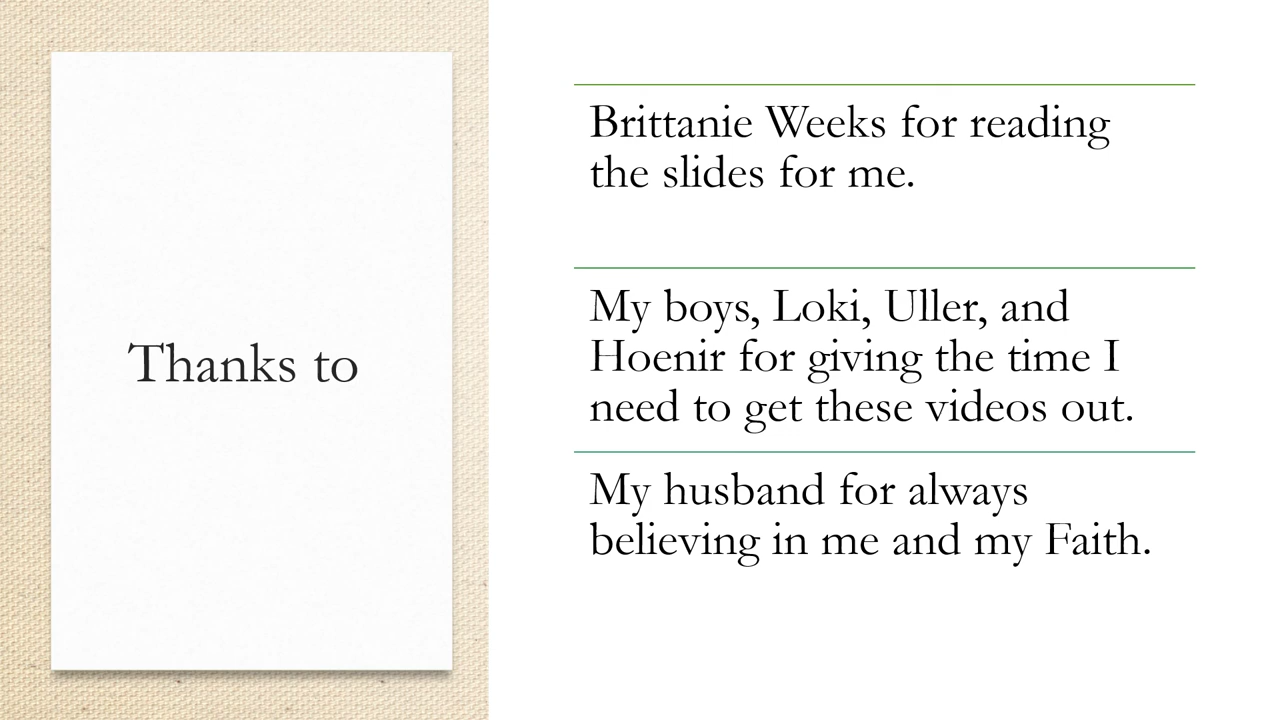 Thanks to
Brittanie Weeks for reading
the slides for me.
My boys, Loki, Uller, and
Hoenir for giving the time I
need to get these videos out.
My husband for always
believing in me and my Faith.